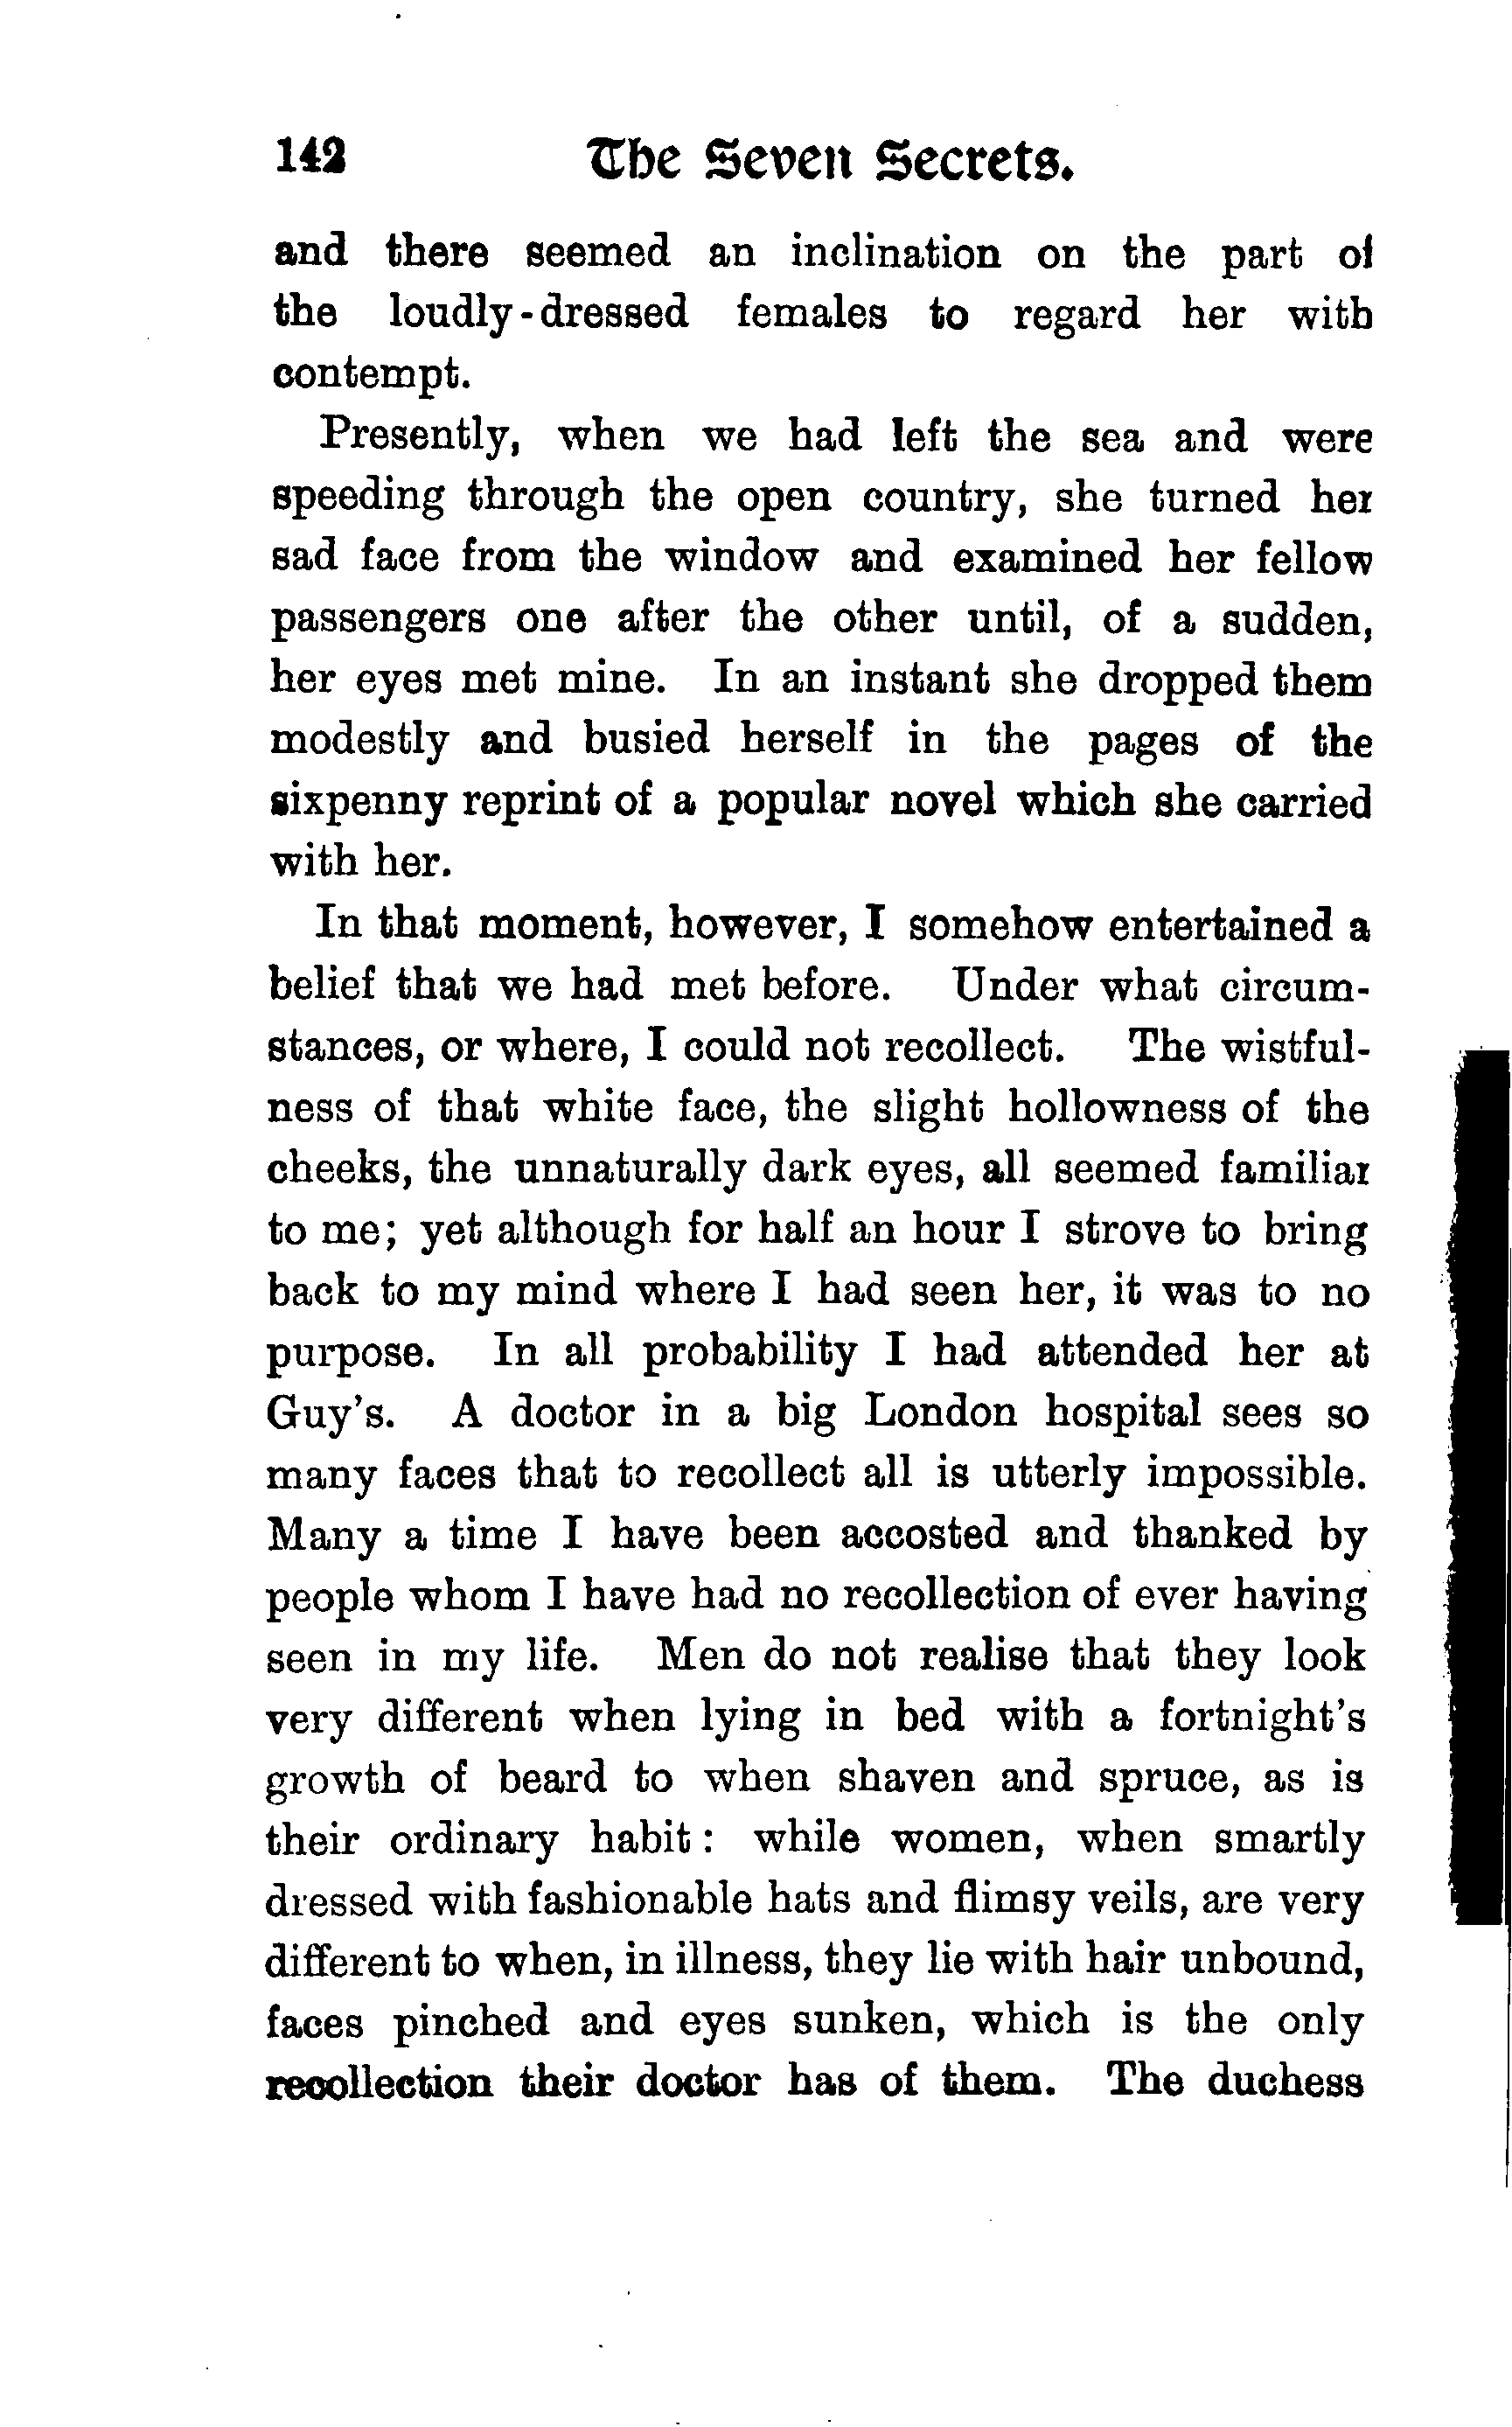 142 The Seven Secrets.
and there seemed an inclination on the part of
the loudly-dressed females to regard her with
contempt.
Presently, when we had left the sea and were
speeding through the open country, she turned her
sad face from the window and examined her fellow
passengers one after the other until, of a sudden,
her eyes met mine. In an instant she dropped them
modestly and busied herself in the pages of the
sixpenny reprint of a popular novel which she carried
with her.
In that moment, however, I somehow entertained a
belief that we had met before. Under what circum-
stances, or where, I could not recollect. The wistful-
ness of that white face, the slight hollowness of the
cheeks, the unnaturally dark eyes, all seemed familiar
to me; yet although for half an hour I strove to bring
back to my mind where I had seen her, it was to no
purpose. In all probability I had attended her at
Guy's. A doctor in a big London hospital sees so
many faces that to recollect all is utterly impossible.
Many a time I have been accosted and thanked by
people whom I have had no recollection of ever having
seen in my life. Men do not realise that they look
very different when lying in bed with a fortnight's
growth of beard to when shaven and spruce, as is
their ordinary habit: while women, when smartly
dressed with fashionable hats and flimsy veils, are very
different to when, in illness, they lie with hair unbound,
faces pinched and eyes sunken, which is the only
recollection their doctor has of them. The duchess